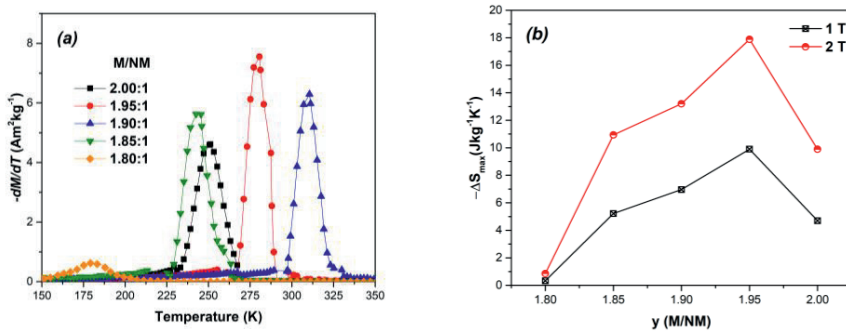 (a)
M/NM
2.00:1
1.95:1
1.90:1
1.85:1
1.80:1
-dM/dT (Am²kg⁻¹)
8
6
4
2
0
150 175 200 225 250 275 300 325 350
Temperature (K)
(b)
1 T
2 T
−ΔSmax(Jkg⁻¹K⁻¹)
20
18
16
14
12
10
8
6
4
2
0
1.80 1.85 1.90 1.95 2.00
y (M/NM)